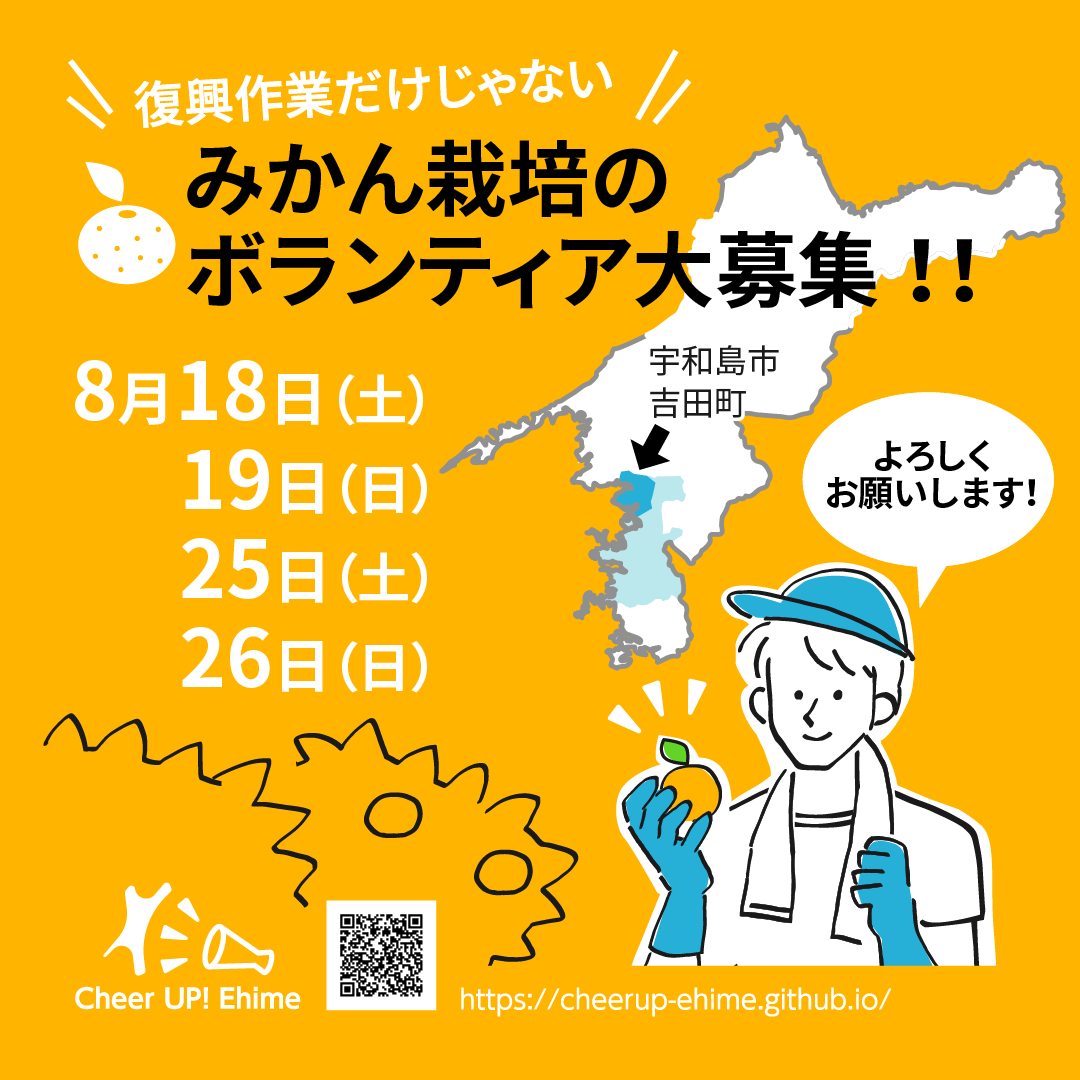 復興作業だけじゃない
みかん栽培の
ボランティア大募集！！
8月18日（土）
19日（日）
25日（土）
26日（日）
宇和島市
吉田町
よろしく
お願いします！
Cheer UP! Ehime
https://cheerup-ehime.github.io/